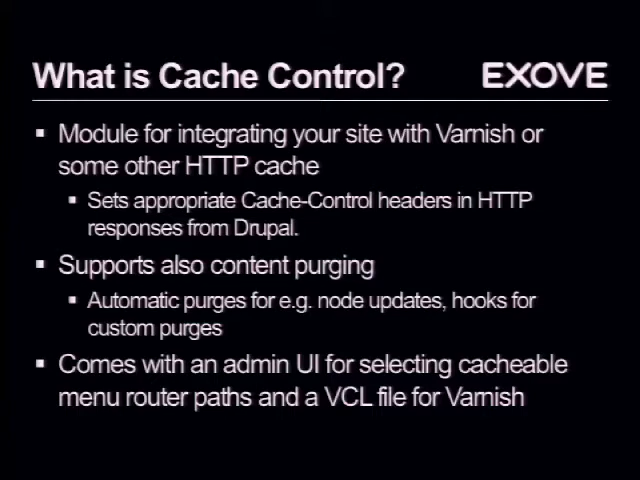 What is Cache Control?
EXOVE
▪ Module for integrating your site with Varnish or
some other HTTP cache
▪ Sets appropriate Cache-Control headers in HTTP
responses from Drupal.
▪ Supports also content purging
▪ Automatic purges for e.g. node updates, hooks for
custom purges
▪ Comes with an admin UI for selecting cacheable
menu router paths and a VCL file for Varnish